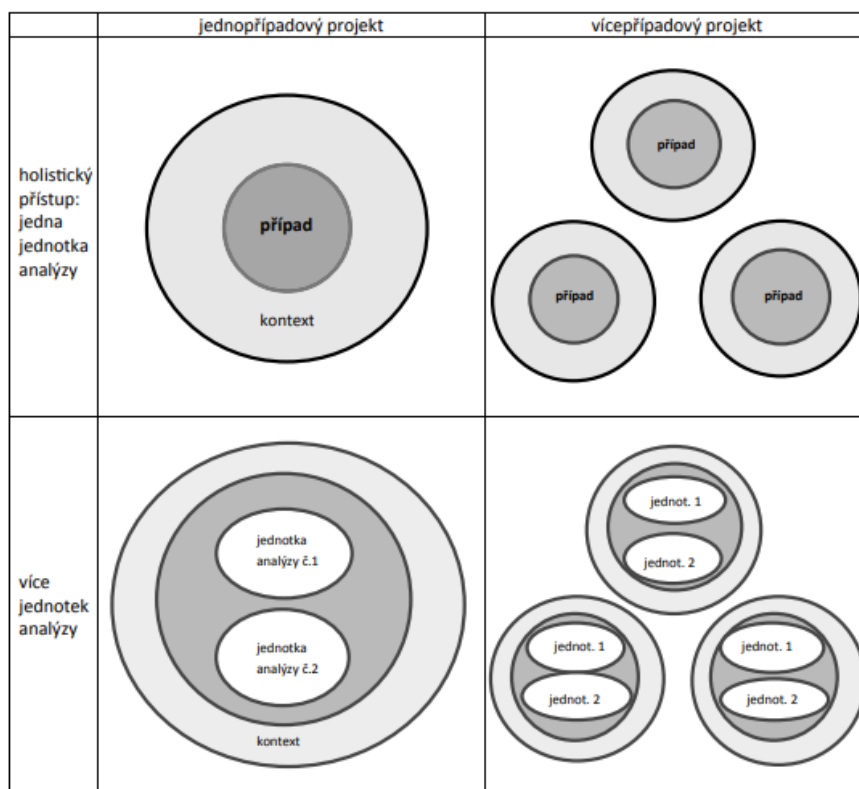 jednopřípadový projekt
vícepřípadový projekt
holistický
přístup:
jedna
jednotka
analýzy
případ
kontext
případ
případ
případ
více
jednotek
analýzy
jednotka
analýzy č.1
jednotka
analýzy č.2
kontext
jednot. 1
jednot. 2
jednot. 1
jednot. 2
jednot. 1
jednot. 2